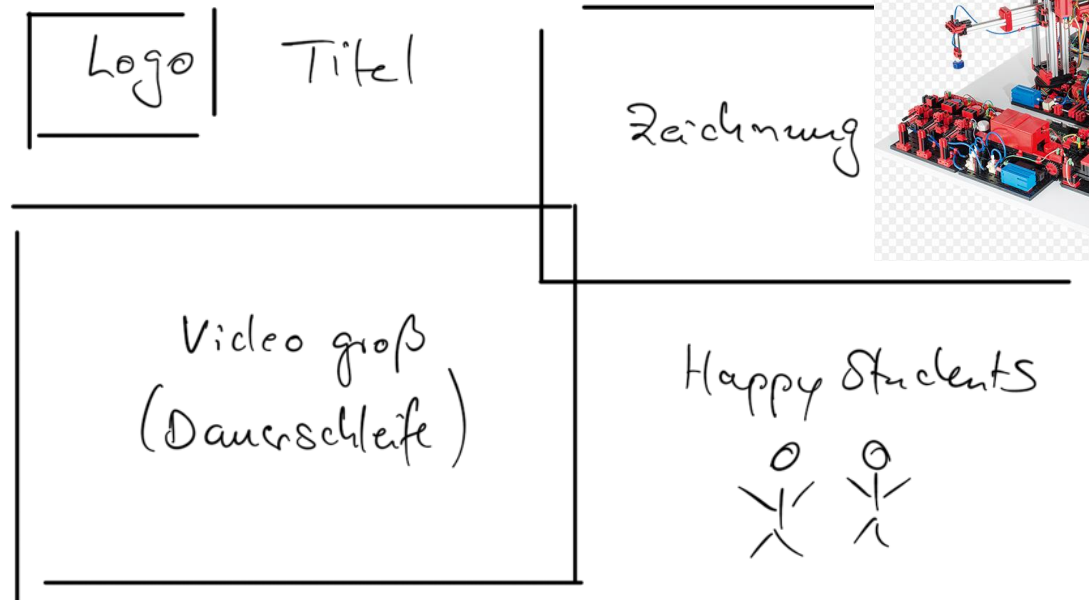 Logo
Titel
Zeichnung
Video groß
(Dauerschleife)
Happy Students